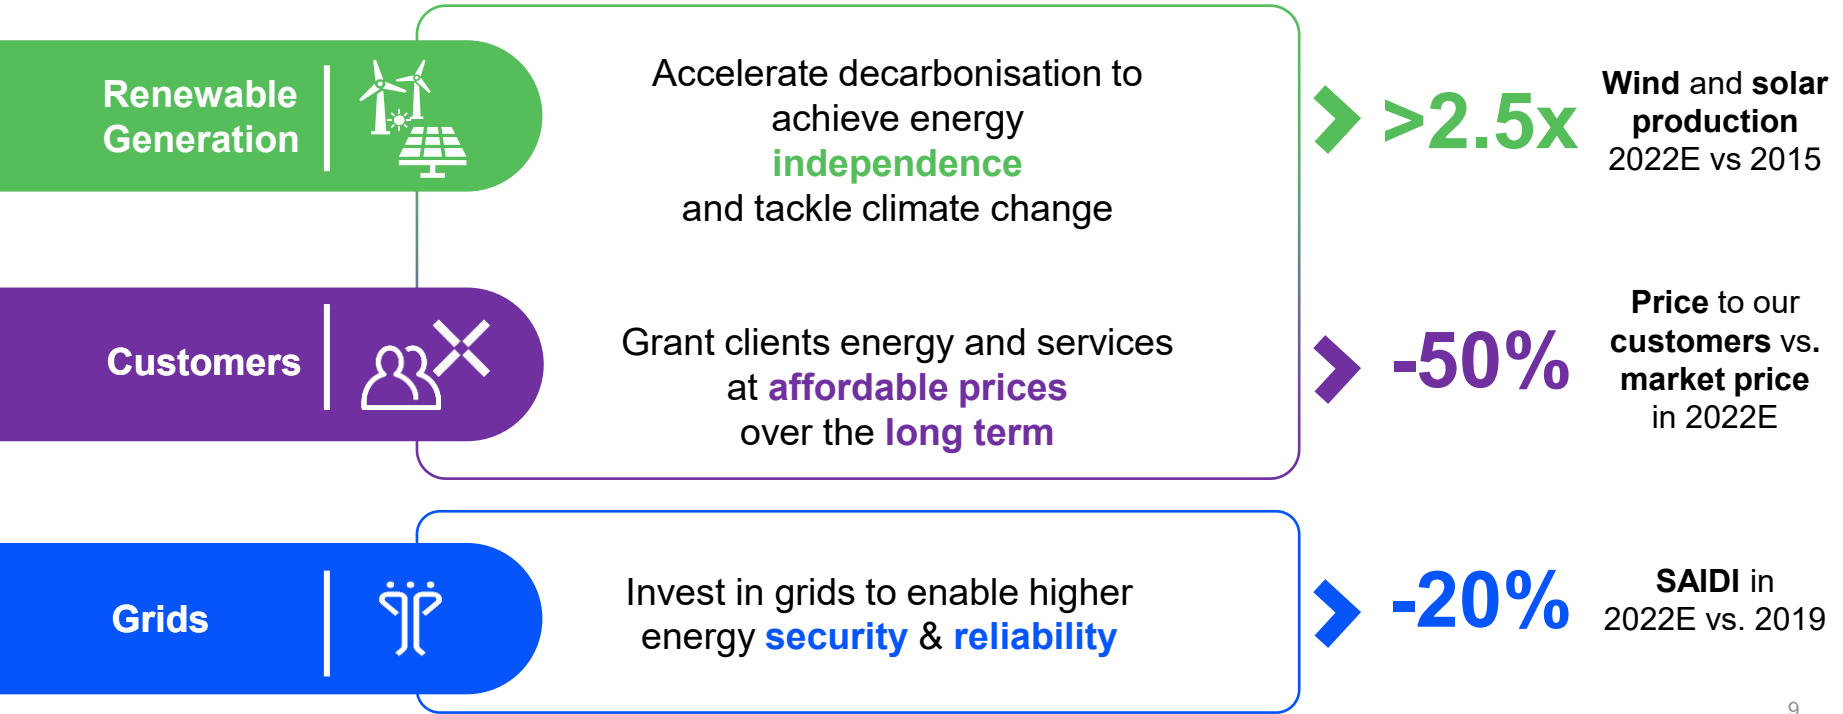 Renewable
Generation
Accelerate decarbonisation to
achieve energy
independence
and tackle climate change
>2.5x
Wind and solar
production
2022E vs 2015
Customers
Grant clients energy and services
at affordable prices
over the long term
-50%
Price to our
customers vs.
market price
in 2022E
Grids
Invest in grids to enable higher
energy security & reliability
-20%
SAIDI in
2022E vs. 2019
9